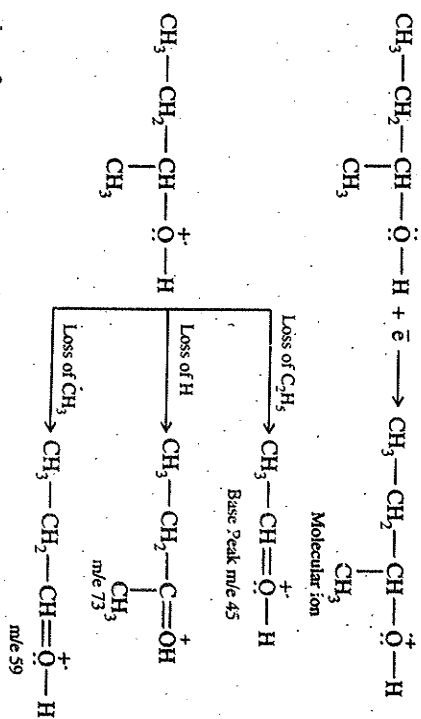 CH₃—CH₂—CH—Ö—H + ē → CH₃—CH₂—CH—Ö⁺·—H
CH₃
CH₃
Molecular ion
CH₃—CH₂—CH—Ö⁺·—H
CH₃
Loss of C₂H₅
CH₃—CH=Ö⁺·—H
Base Peak m/e 45
Loss of H
CH₃—CH₂—C=O⁺H
CH₃
m/e 73
Loss of CH₃
CH₃—CH₂—CH=Ö⁺·—H
m/e 59